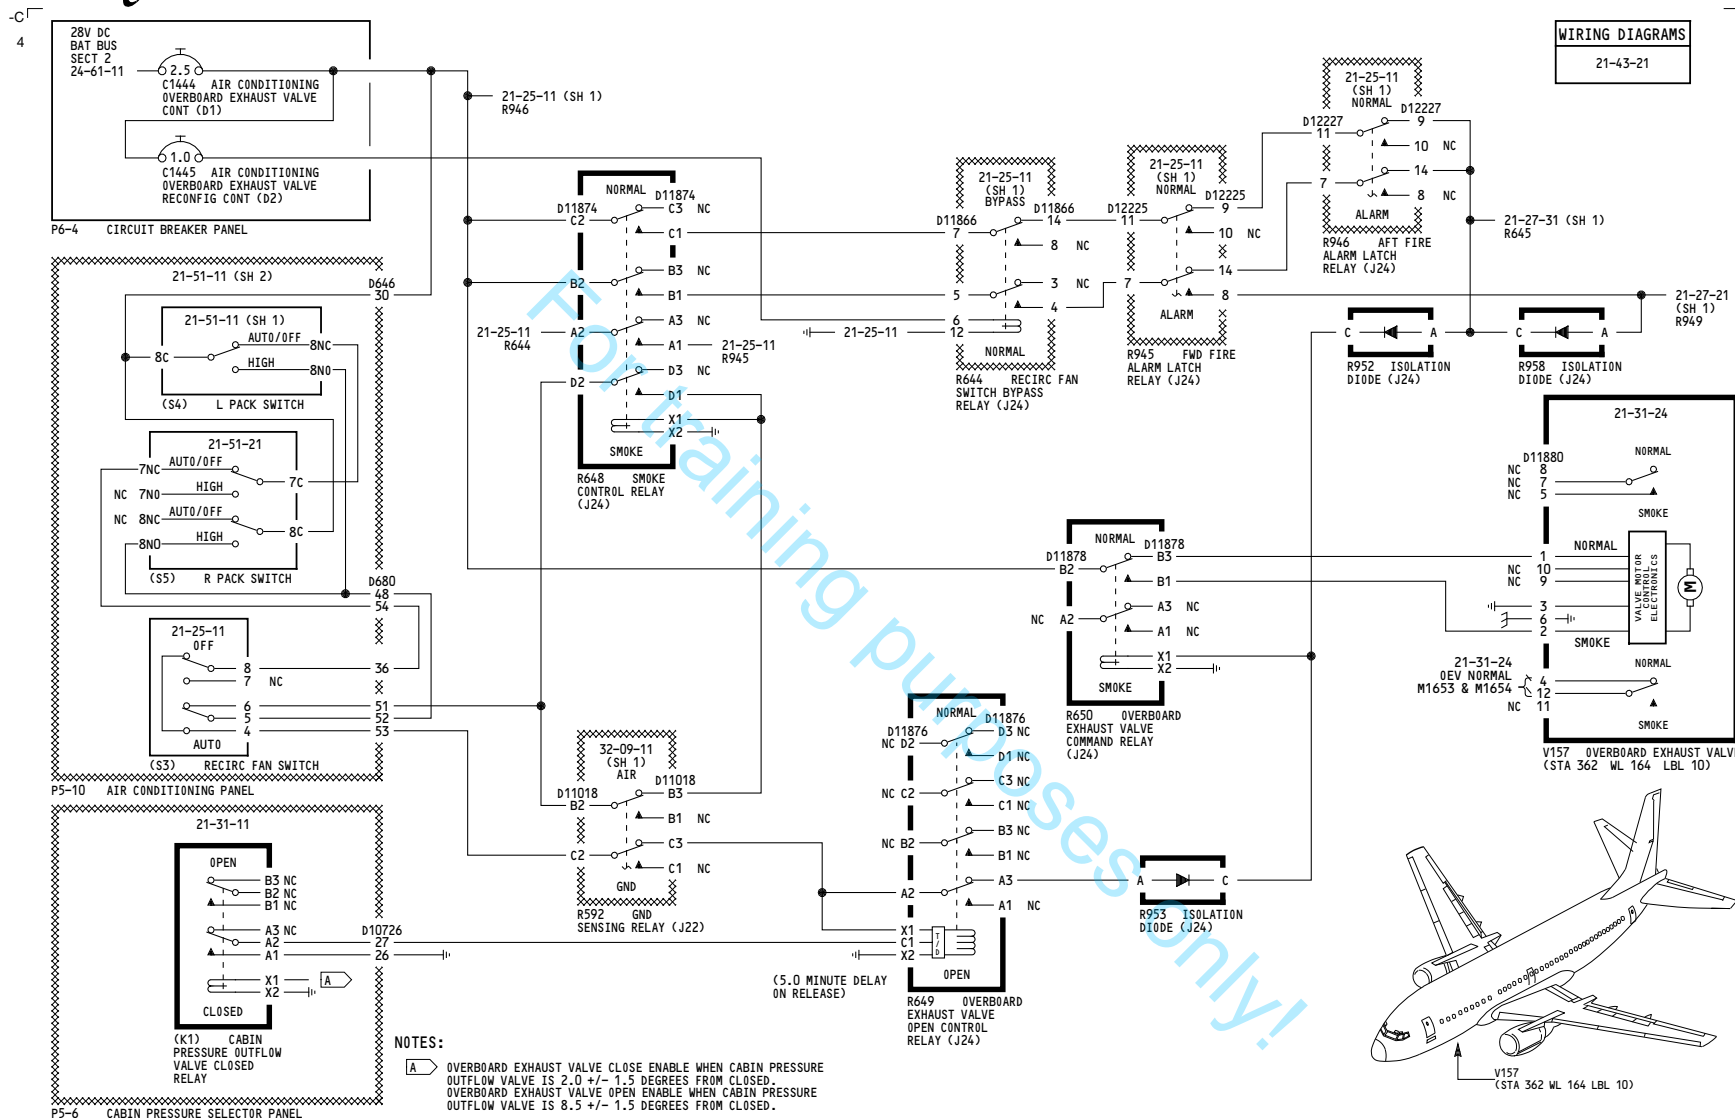 -C
4
28V DC
BAT BUS
SECT 2
24-61-11
2.5
C1444 AIR CONDITIONING
OVERBOARD EXHAUST VALVE
CONT (D1)
1.0
C1445 AIR CONDITIONING
OVERBOARD EXHAUST VALVE
RECONFIG CONT (D2)
P6-4 CIRCUIT BREAKER PANEL
21-25-11 (SH 1)
R946
WIRING DIAGRAMS
21-43-21
21-51-11 (SH 2)
D646
30
21-51-11 (SH 1)
AUTO/OFF
8NC
8C
HIGH
8NO
(S4) L PACK SWITCH
21-51-21
7NC
AUTO/OFF
7C
NC 7NO
HIGH
NC 8NC
AUTO/OFF
8C
8NO
HIGH
(S5) R PACK SWITCH
D680
48
54
21-25-11
OFF
8
36
7 NC
6
51
5
52
4
53
AUTO
(S3) RECIRC FAN SWITCH
P5-10 AIR CONDITIONING PANEL
21-31-11
OPEN
B3 NC
B2 NC
B1 NC
A3 NC
D10726
A2
27
A1
26
X1
A
X2
CLOSED
(K1) CABIN
PRESSURE OUTFLOW
VALVE CLOSED
RELAY
P5-6 CABIN PRESSURE SELECTOR PANEL
NORMAL
D11874
D11874
C3 NC
C2
C1
B3 NC
B2
B1
A3 NC
21-25-11
R644
A2
A1
21-25-11
R945
D3 NC
D2
D1
X1
X2
SMOKE
R648 SMOKE
CONTROL RELAY
(J24)
21-25-11
(SH 1)
BYPASS
D11866
D11866
7
14
8 NC
5
3 NC
4
6
21-25-11
12
NORMAL
R644 RECIRC FAN
SWITCH BYPASS
RELAY (J24)
21-25-11
(SH 1)
NORMAL
D12225
D12225
11
9
10 NC
7
14
8
ALARM
R945 FWD FIRE
ALARM LATCH
RELAY (J24)
21-25-11
(SH 1)
NORMAL
D12227
D12227
11
9
10 NC
7
14
8 NC
ALARM
R946 AFT FIRE
ALARM LATCH
RELAY (J24)
21-27-31 (SH 1)
R645
21-27-21
(SH 1)
R949
C
A
R952 ISOLATION
DIODE (J24)
C
A
R958 ISOLATION
DIODE (J24)
21-31-24
D11880
NORMAL
NC 8
NC 7
NC 5
SMOKE
1
NORMAL
NC 10
NC 9
3
6
2
SMOKE
VALVE MOTOR
CONTROL
ELECTRONICS
M
21-31-24
OEV NORMAL
M1653 & M1654
NORMAL
4
12
NC 11
SMOKE
V157 OVERBOARD EXHAUST VALVE
(STA 362 WL 164 LBL 10)
NORMAL
D11878
D11878
B3
B2
B1
A3 NC
NC A2
A1 NC
X1
X2
SMOKE
R650 OVERBOARD
EXHAUST VALVE
COMMAND RELAY
(J24)
32-09-11
(SH 1)
AIR
D11018
D11018
B3
B2
B1 NC
C3
C2
C1 NC
GND
R592 GND
SENSING RELAY (J22)
NORMAL
D11876
D11876
D3 NC
NC D2
D1 NC
C3 NC
NC C2
C1 NC
B3 NC
NC B2
B1 NC
A3
A2
A1 NC
X1
C1
X2
T/D
OPEN
(5.0 MINUTE DELAY
ON RELEASE)
R649 OVERBOARD
EXHAUST VALVE
OPEN CONTROL
RELAY (J24)
A
C
R953 ISOLATION
DIODE (J24)
NOTES:
A OVERBOARD EXHAUST VALVE CLOSE ENABLE WHEN CABIN PRESSURE
OUTFLOW VALVE IS 2.0 +/- 1.5 DEGREES FROM CLOSED.
OVERBOARD EXHAUST VALVE OPEN ENABLE WHEN CABIN PRESSURE
OUTFLOW VALVE IS 8.5 +/- 1.5 DEGREES FROM CLOSED.
V157
(STA 362 WL 164 LBL 10)
For training purposes only!